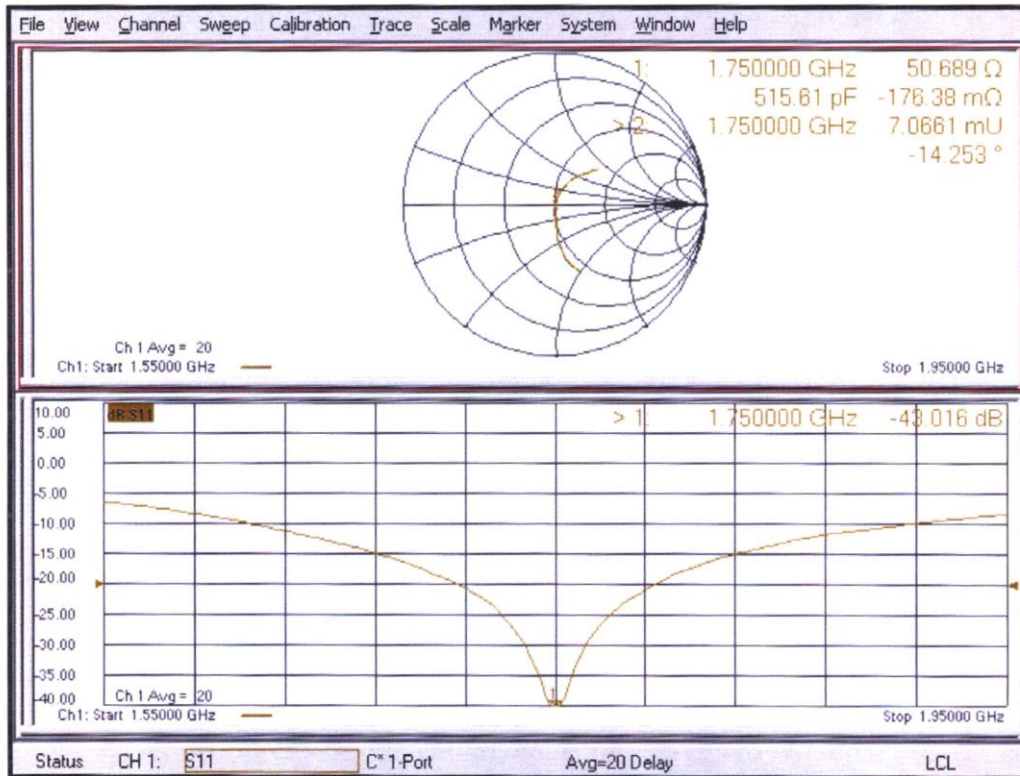 File View Channel Sweep Calibration Trace Scale Marker System Window Help
1: 1.750000 GHz 50.689 Ω
515.61 pF -176.38 mΩ
> 2: 1.750000 GHz 7.0661 mU
-14.253 °
Ch 1 Avg = 20
Ch1: Start 1.55000 GHz
Stop 1.95000 GHz
10.00
dB S11
> 1: 1.750000 GHz -43.016 dB
5.00
0.00
-5.00
-10.00
-15.00
-20.00
-25.00
-30.00
-35.00
-40.00
1
Ch 1 Avg = 20
Ch1: Start 1.55000 GHz
Stop 1.95000 GHz
Status CH 1: S11 C* 1-Port Avg=20 Delay LCL